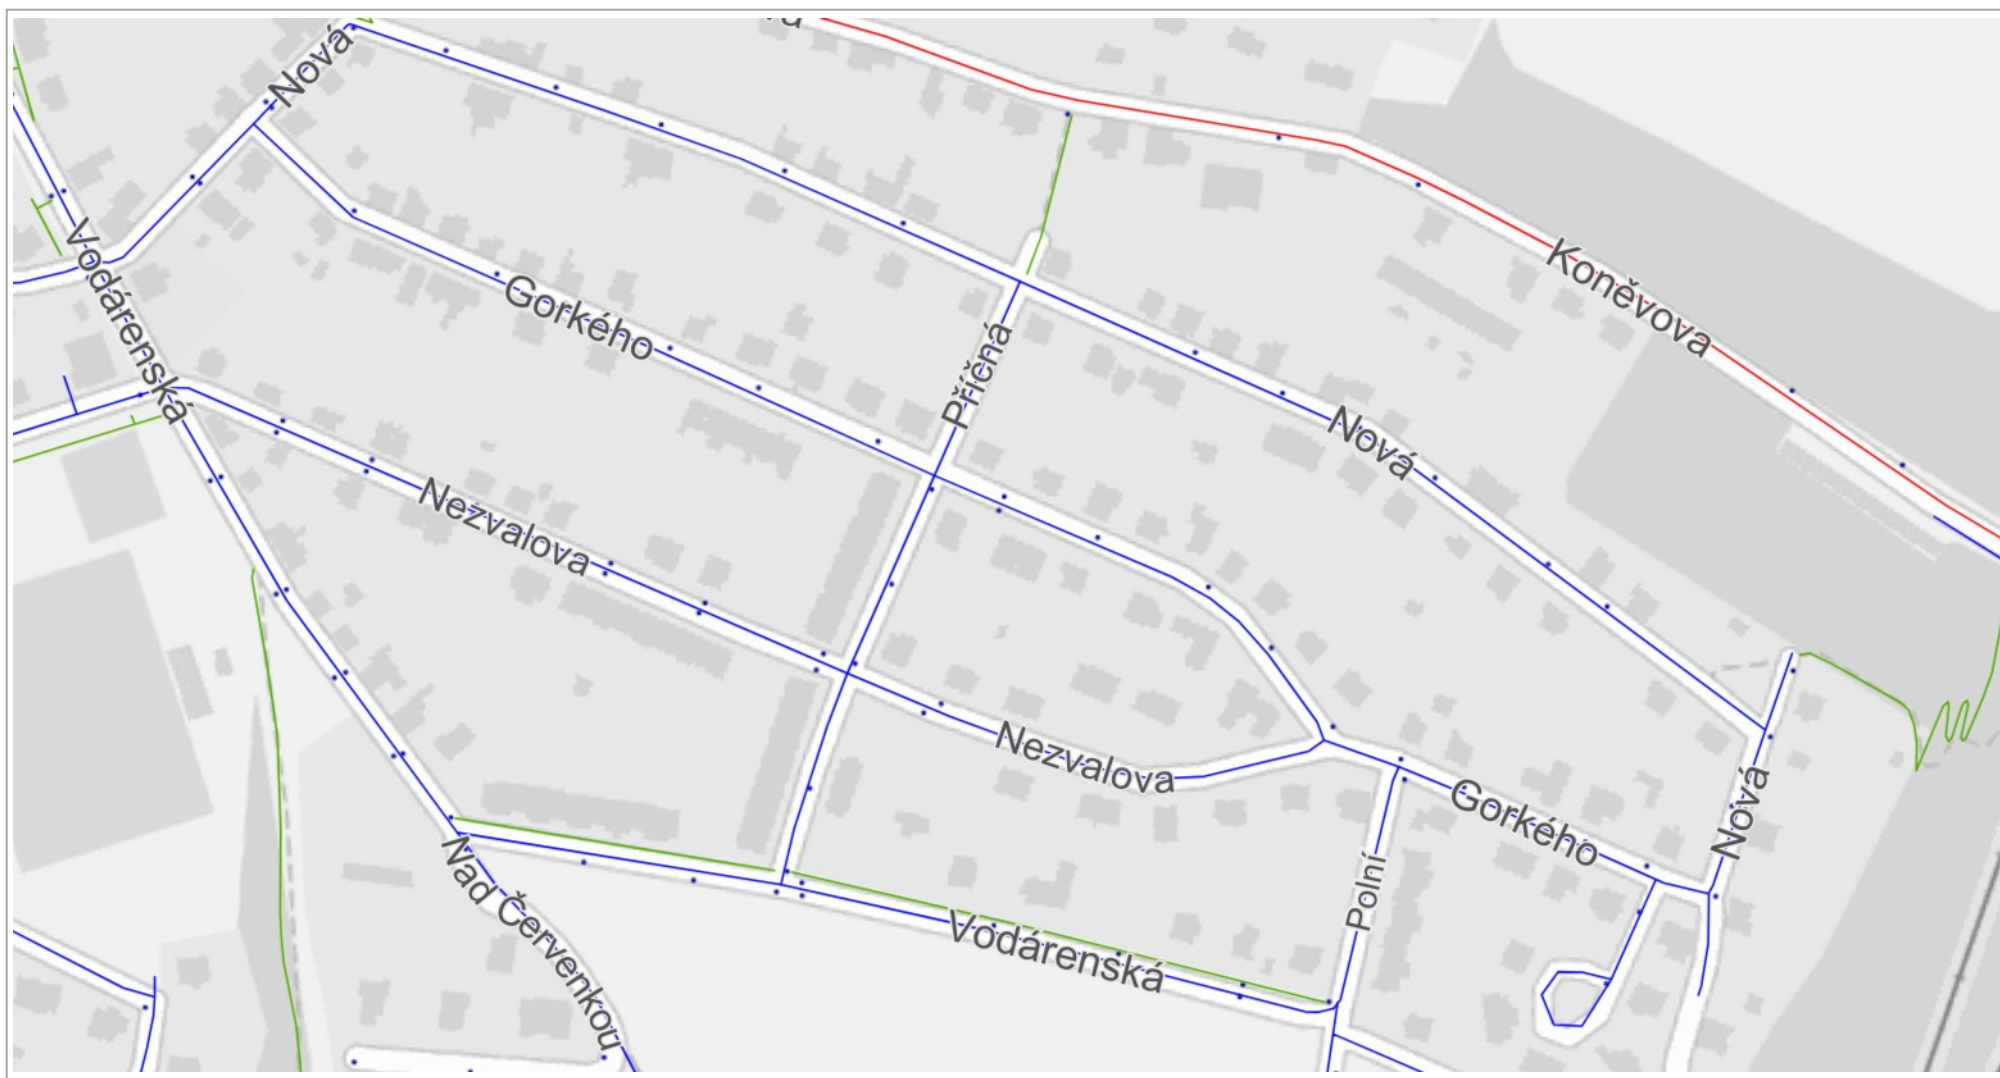 Nová
Vodárenská
Koněvova
Gorkého
Příčná
Nová
Nezvalova
Nezvalova
Gorkého
Nová
Polní
Nad Červenkou
Vodárenská